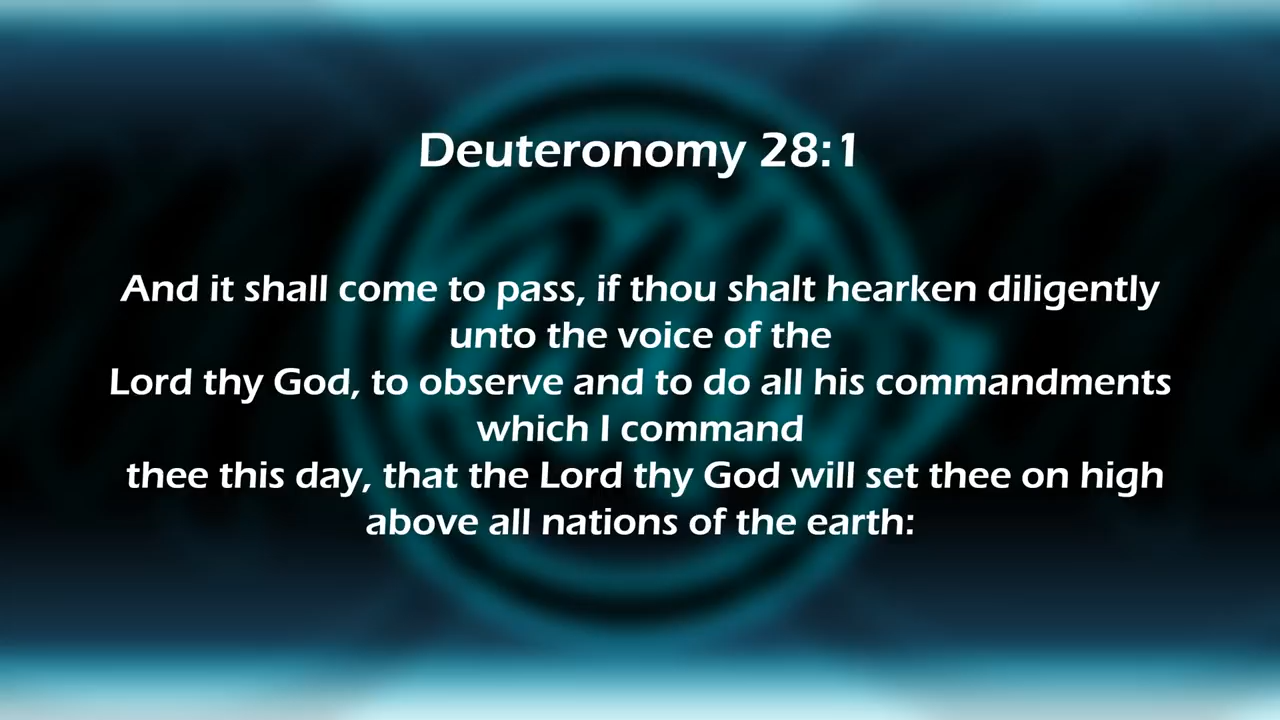 Deuteronomy 28:1
And it shall come to pass, if thou shalt hearken diligently
unto the voice of the
Lord thy God, to observe and to do all his commandments
which I command
thee this day, that the Lord thy God will set thee on high
above all nations of the earth: